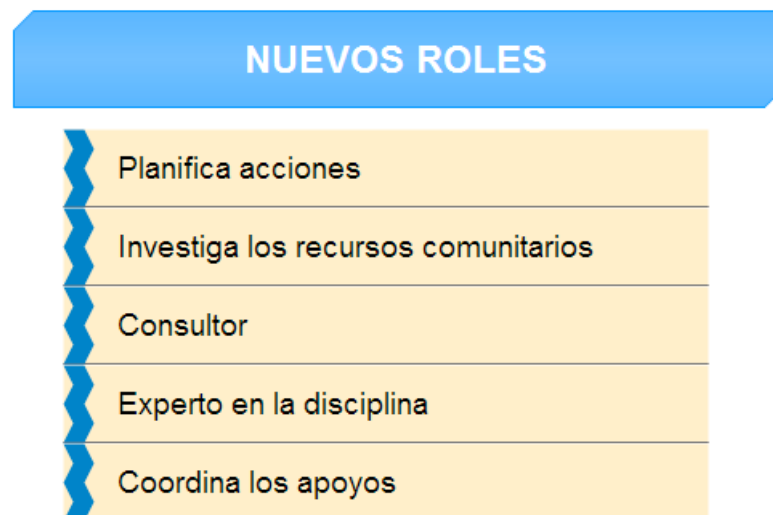 NUEVOS ROLES
Planifica acciones
Investiga los recursos comunitarios
Consultor
Experto en la disciplina
Coordina los apoyos